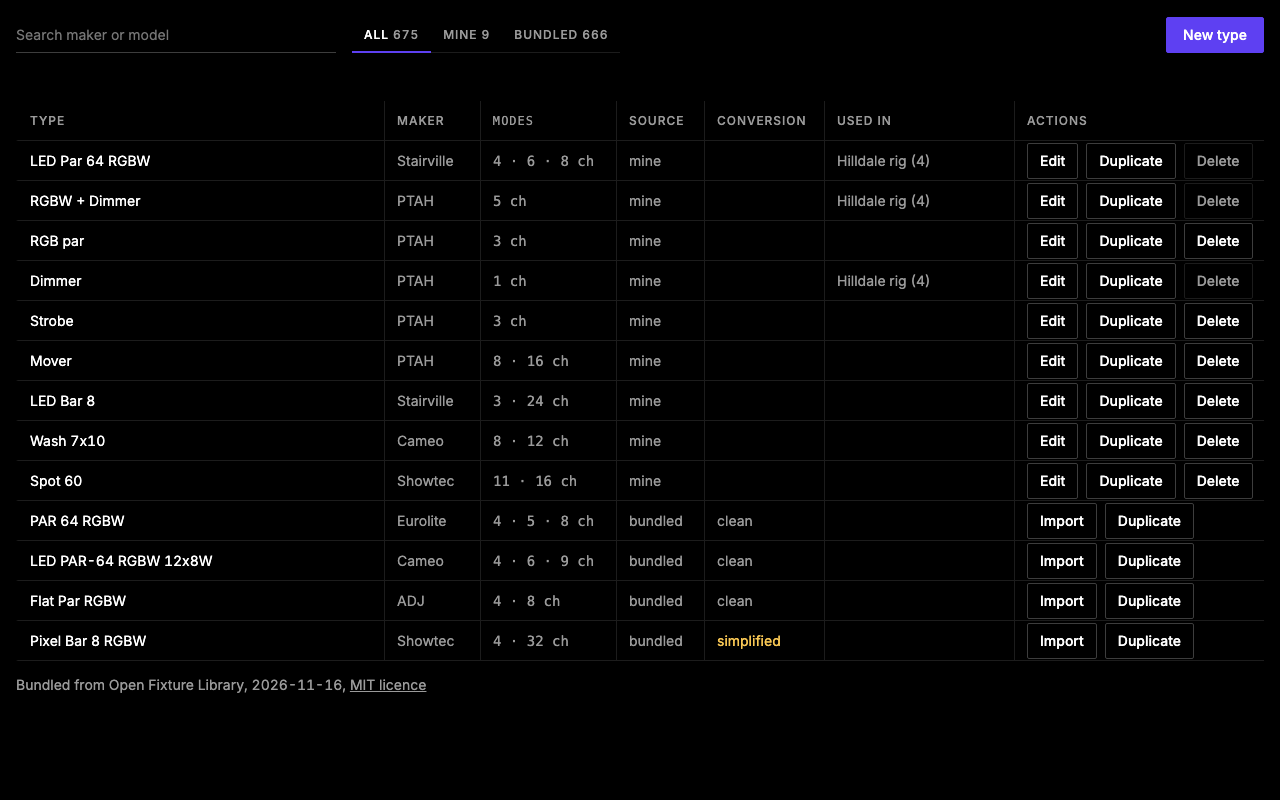 Search maker or model ALL 675 MINE 9 BUNDLED 666 New type
TYPE MAKER MODES SOURCE CONVERSION USED IN ACTIONS
LED Par 64 RGBW Stairville 4 · 6 · 8 ch mine Hilldale rig (4) Edit Duplicate Delete
RGBW + Dimmer PTAH 5 ch mine Hilldale rig (4) Edit Duplicate Delete
RGB par PTAH 3 ch mine Edit Duplicate Delete
Dimmer PTAH 1 ch mine Hilldale rig (4) Edit Duplicate Delete
Strobe PTAH 3 ch mine Edit Duplicate Delete
Mover PTAH 8 · 16 ch mine Edit Duplicate Delete
LED Bar 8 Stairville 3 · 24 ch mine Edit Duplicate Delete
Wash 7x10 Cameo 8 · 12 ch mine Edit Duplicate Delete
Spot 60 Showtec 11 · 16 ch mine Edit Duplicate Delete
PAR 64 RGBW Eurolite 4 · 5 · 8 ch bundled clean Import Duplicate
LED PAR-64 RGBW 12x8W Cameo 4 · 6 · 9 ch bundled clean Import Duplicate
Flat Par RGBW ADJ 4 · 8 ch bundled clean Import Duplicate
Pixel Bar 8 RGBW Showtec 4 · 32 ch bundled simplified Import Duplicate
Bundled from Open Fixture Library, 2026-11-16, MIT licence